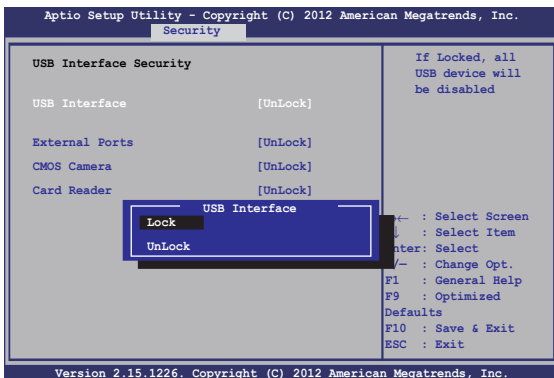 Aptio Setup Utility - Copyright (C) 2012 American Megatrends, Inc.
Security
USB Interface Security
USB Interface [UnLock]
External Ports [UnLock]
CMOS Camera [UnLock]
Card Reader [UnLock]
USB Interface
Lock
UnLock
If Locked, all
USB device will
be disabled
→← : Select Screen
↓ : Select Item
nter: Select
/— : Change Opt.
F1 : General Help
F9 : Optimized
Defaults
F10 : Save & Exit
ESC : Exit
Version 2.15.1226. Copyright (C) 2012 American Megatrends, Inc.